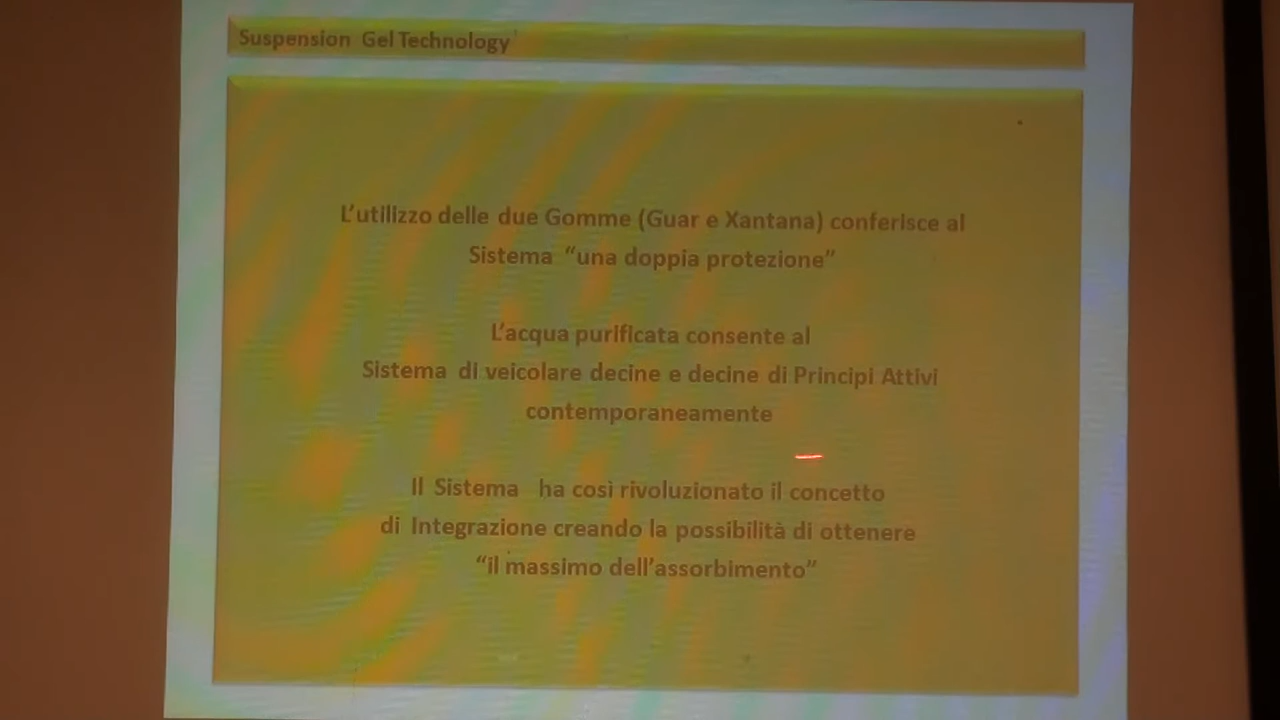 Suspension Gel Technology
L'utilizzo delle due Gomme (Guar e Xantana) conferisce al
Sistema “una doppia protezione”
L'acqua purificata consente al
Sistema di veicolare decine e decine di Principi Attivi
contemporaneamente
Il Sistema ha così rivoluzionato il concetto
di Integrazione creando la possibilità di ottenere
“il massimo dell'assorbimento”